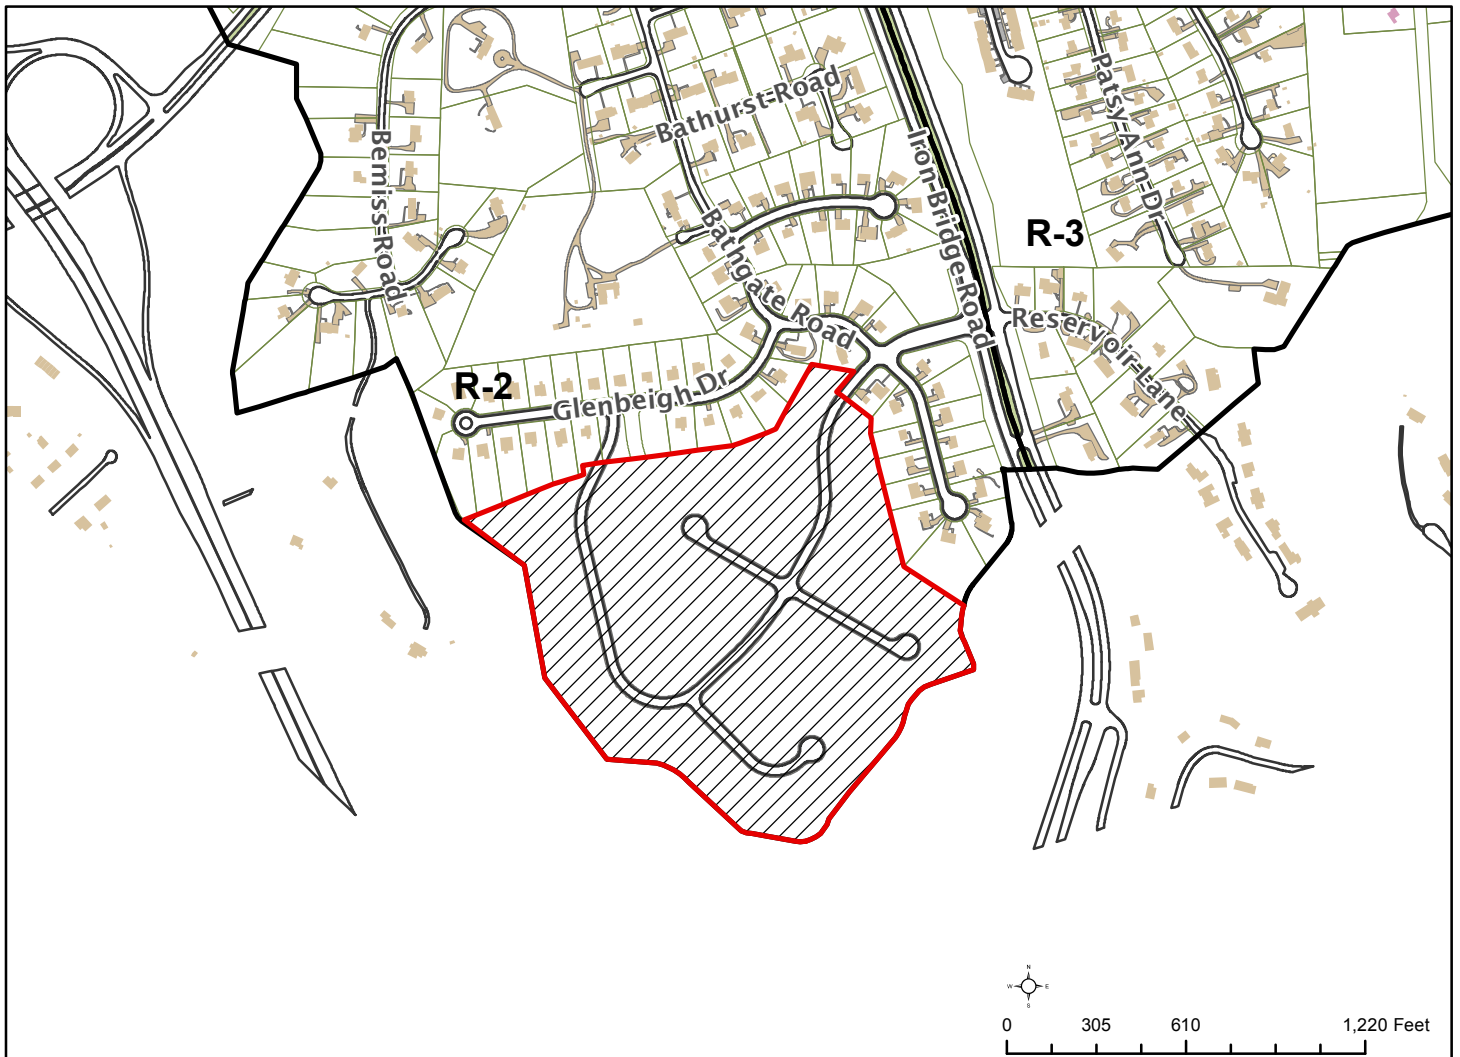 Bathurst-Road
Patsy-Ann-Dr
Bemiss-Road
Iron-Bridge-Road
R-3
Bathgate Road
Reservoir-Lane
R-2
Glenbeigh-Dr
N
W E
S
0 305 610 1,220 Feet